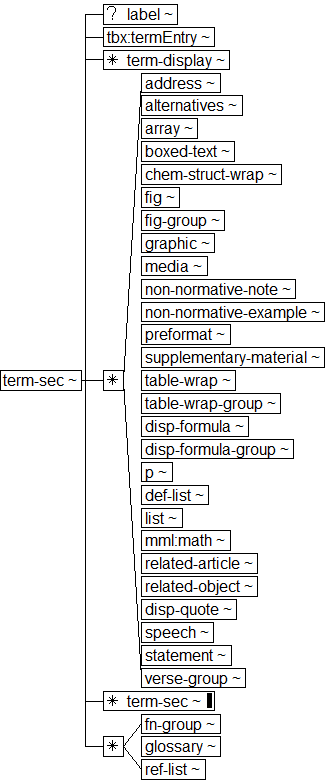 ? label ~
tbx:termEntry ~
* term-display ~
address ~
alternatives ~
array ~
boxed-text ~
chem-struct-wrap ~
fig ~
fig-group ~
graphic ~
media ~
non-normative-note ~
non-normative-example ~
preformat ~
supplementary-material ~
term-sec ~
*
table-wrap ~
table-wrap-group ~
disp-formula ~
disp-formula-group ~
p ~
def-list ~
list ~
mml:math ~
related-article ~
related-object ~
disp-quote ~
speech ~
statement ~
verse-group ~
* term-sec ~
*
fn-group ~
glossary ~
ref-list ~